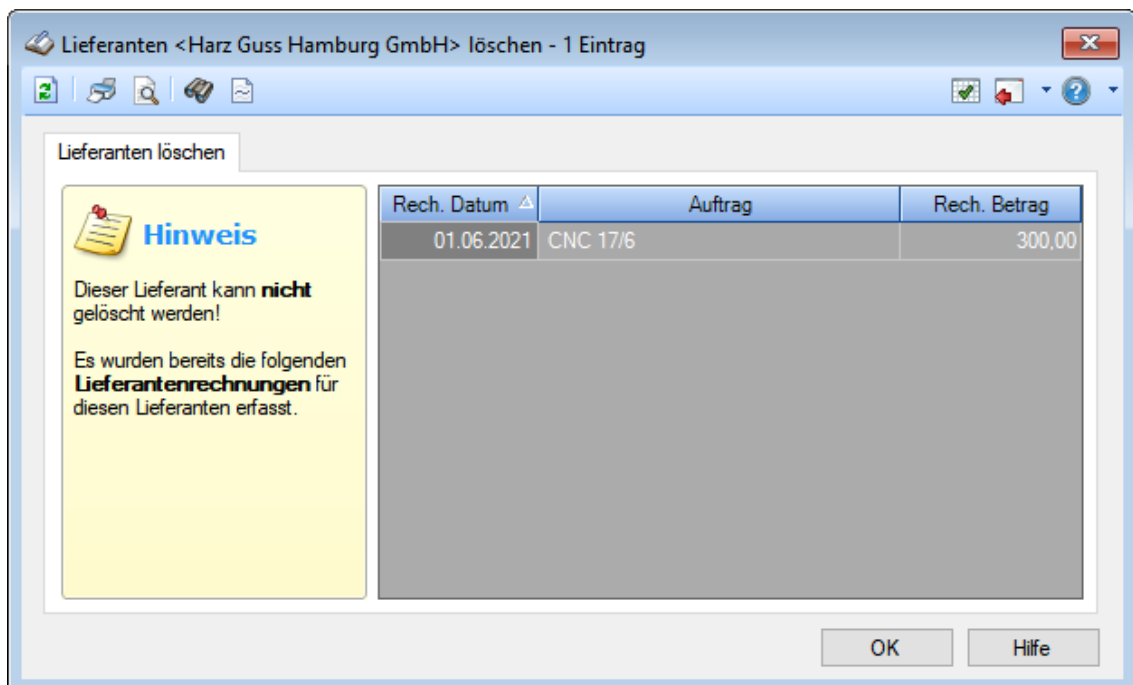 Lieferanten <Harz Guss Hamburg GmbH> löschen - 1 Eintrag
Lieferanten löschen
Hinweis
Dieser Lieferant kann nicht
gelöscht werden!
Es wurden bereits die folgenden
Lieferantenrechnungen für
diesen Lieferanten erfasst.
Rech. Datum Auftrag Rech. Betrag
01.06.2021 CNC 17/6 300,00
OK Hilfe